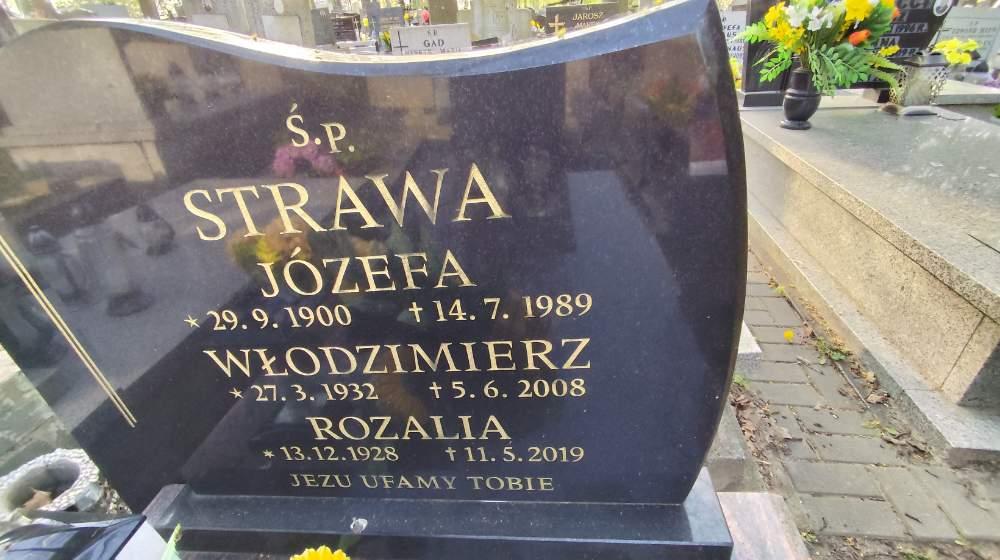 Ś.P.
STRAWA
JÓZEFA
* 29. 9. 1900 † 14. 7. 1989
WŁODZIMIERZ
* 27. 3. 1932 † 5. 6. 2008
ROZALIA
* 13. 12. 1928 † 11. 5. 2019
JEZU UFAMY TOBIE
Ś P
GAD
JAROSZ